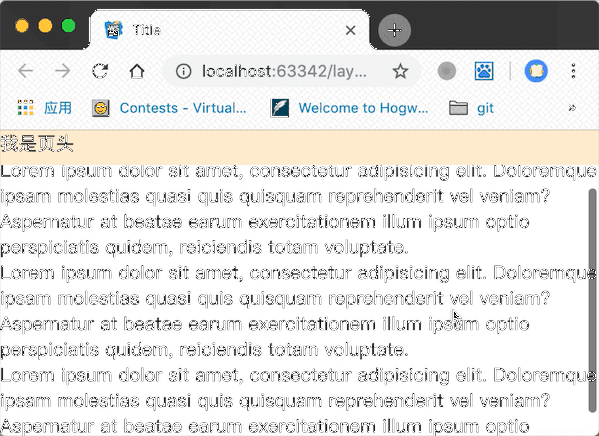 Title
localhost:63342/lay...
应用 Contests - Virtual... Welcome to Hogw... git »
我是页头
Lorem ipsum dolor sit amet, consectetur adipisicing elit. Doloremque
ipsam molestias quasi quis quisquam reprehenderit vel veniam?
Aspernatur at beatae earum exercitationem illum ipsum optio
perspiciatis quidem, reiciendis totam voluptate.
Lorem ipsum dolor sit amet, consectetur adipisicing elit. Doloremque
ipsam molestias quasi quis quisquam reprehenderit vel veniam?
Aspernatur at beatae earum exercitationem illum ipsum optio
perspiciatis quidem, reiciendis totam voluptate.
Lorem ipsum dolor sit amet, consectetur adipisicing elit. Doloremque
ipsam molestias quasi quis quisquam reprehenderit vel veniam?
Aspernatur at beatae earum exercitationem illum ipsum optio